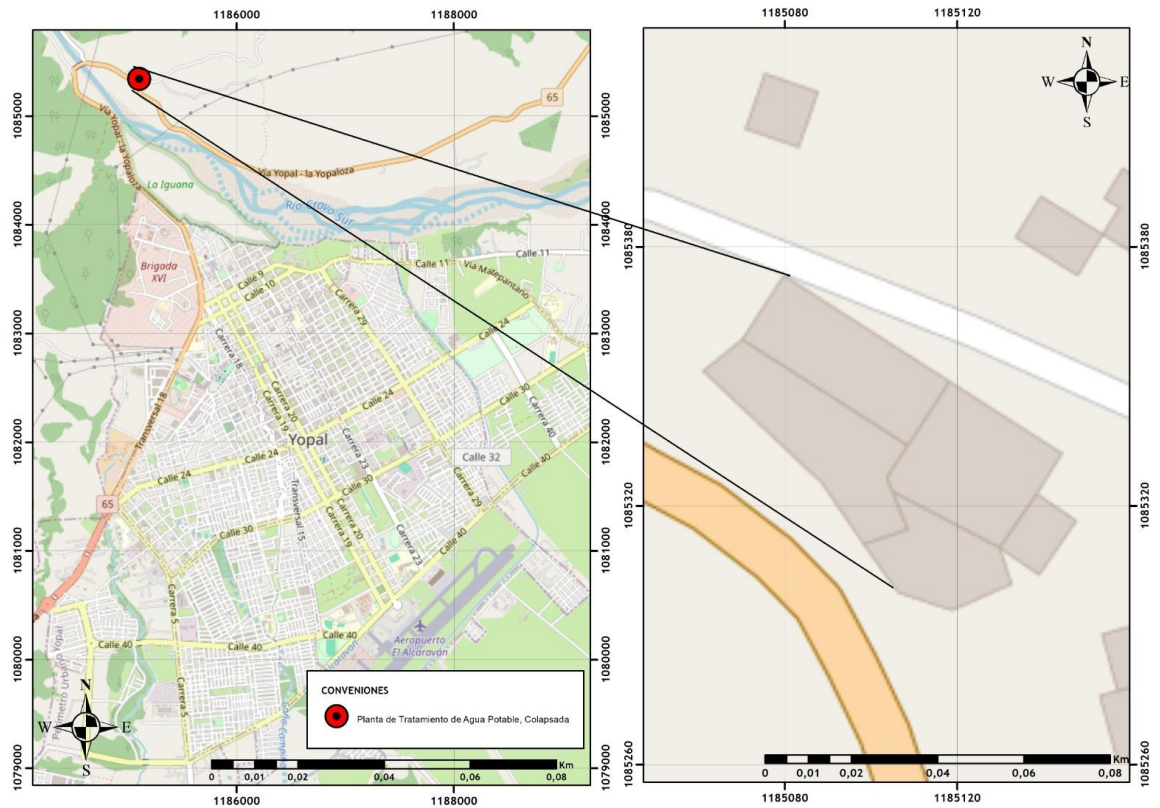 1186000
1188000
1085000
1084000
1083000
1082000
1081000
1080000
1079000
1085000
1084000
1083000
1082000
1081000
1080000
1079000
65
Vía Yopal - la Yopaloza
Vía Yopal - la Yopaloza
La Iguana
Río Cravo Sur
Brigada
XVI
Calle 9
Calle 10
Calle 11
Calle 11
Vía Matepantano
Carrera 29
Calle 24
Carrera 18
Carrera 20
Carrera 19
Calle 24
Calle 30
Transversal 18
Yopal
Carrera 40
Carrera 23
Calle 32
Calle 24
Calle 40
Calle 30
Carrera 29
65
Transversal 15
Carrera 20
Carrera 19
Calle 30
Carrera 23
Calle 40
Carrera 5
Calle 40
Calle 40
Aeropuerto
El Alcaraván
Perímetro Urbano Yopal
Carrera 5
N
W E
S
CONVENIONES
Planta de Tratamiento de Agua Potable, Colapsada
0 0,01 0,02 0,04 0,06 0,08
Km
1186000
1188000
1185080
1185120
N
W E
S
1085380
1085320
1085260
1085380
1085320
1085260
0 0,01 0,02 0,04 0,06 0,08
Km
1185080
1185120